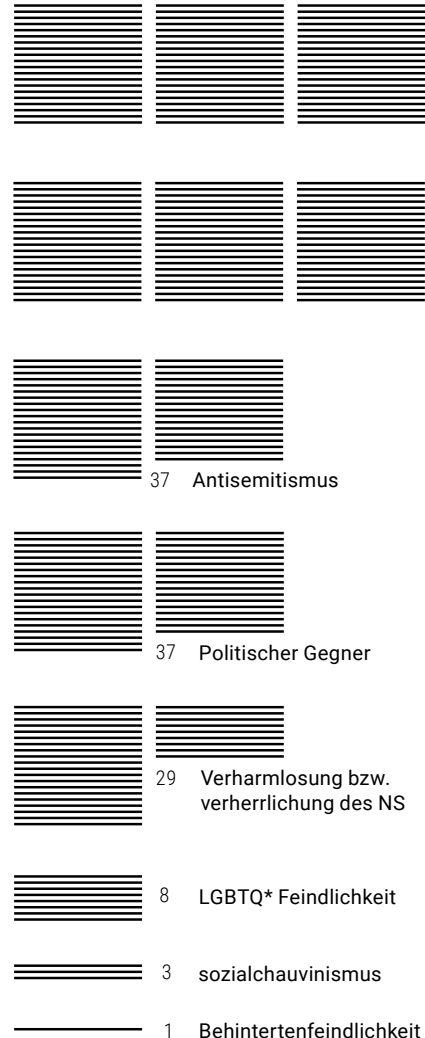 37 Antisemitismus
37 Politischer Gegner
29 Verharmlosung bzw.
verherrlichung des NS
8 LGBTQ* Feindlichkeit
3 sozialchauvinismus
1 Behintertenfeindlichkeit